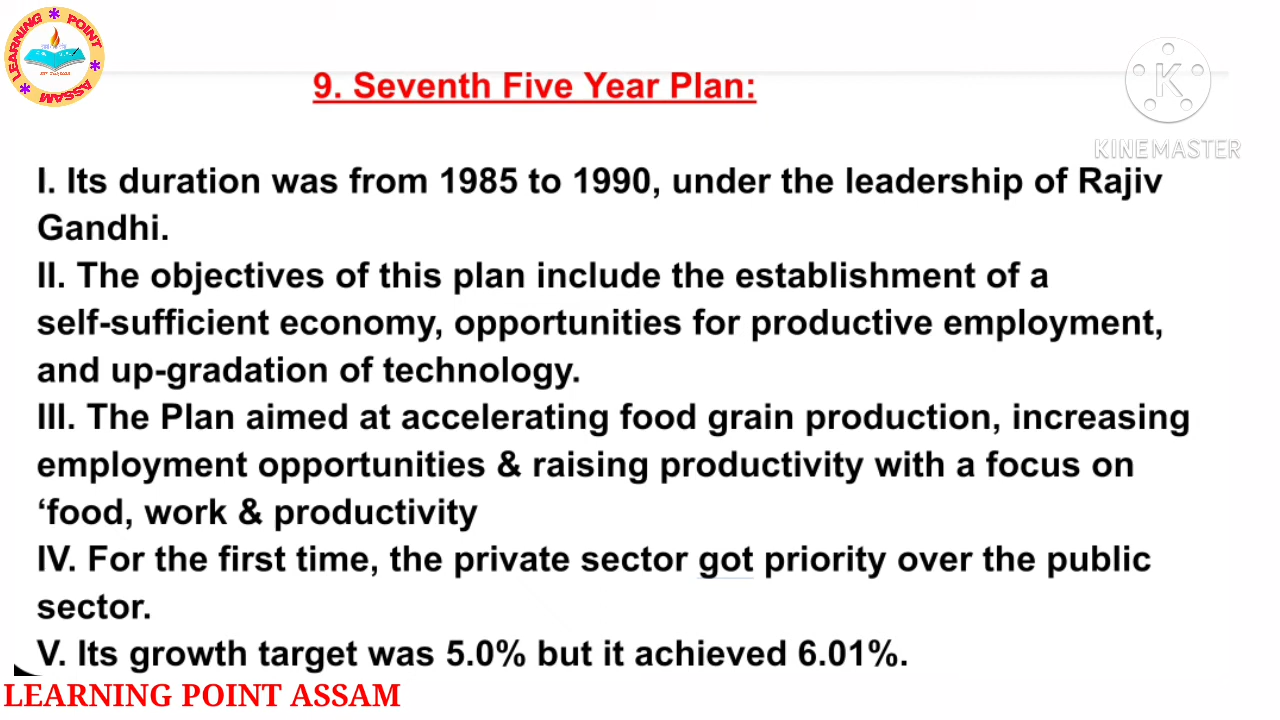 LEARNING POINT ASSAM
9. Seventh Five Year Plan:
K
KINEMASTER
I. Its duration was from 1985 to 1990, under the leadership of Rajiv
Gandhi.
II. The objectives of this plan include the establishment of a
self-sufficient economy, opportunities for productive employment,
and up-gradation of technology.
III. The Plan aimed at accelerating food grain production, increasing
employment opportunities & raising productivity with a focus on
‘food, work & productivity
IV. For the first time, the private sector got priority over the public
sector.
V. Its growth target was 5.0% but it achieved 6.01%.
LEARNING POINT ASSAM